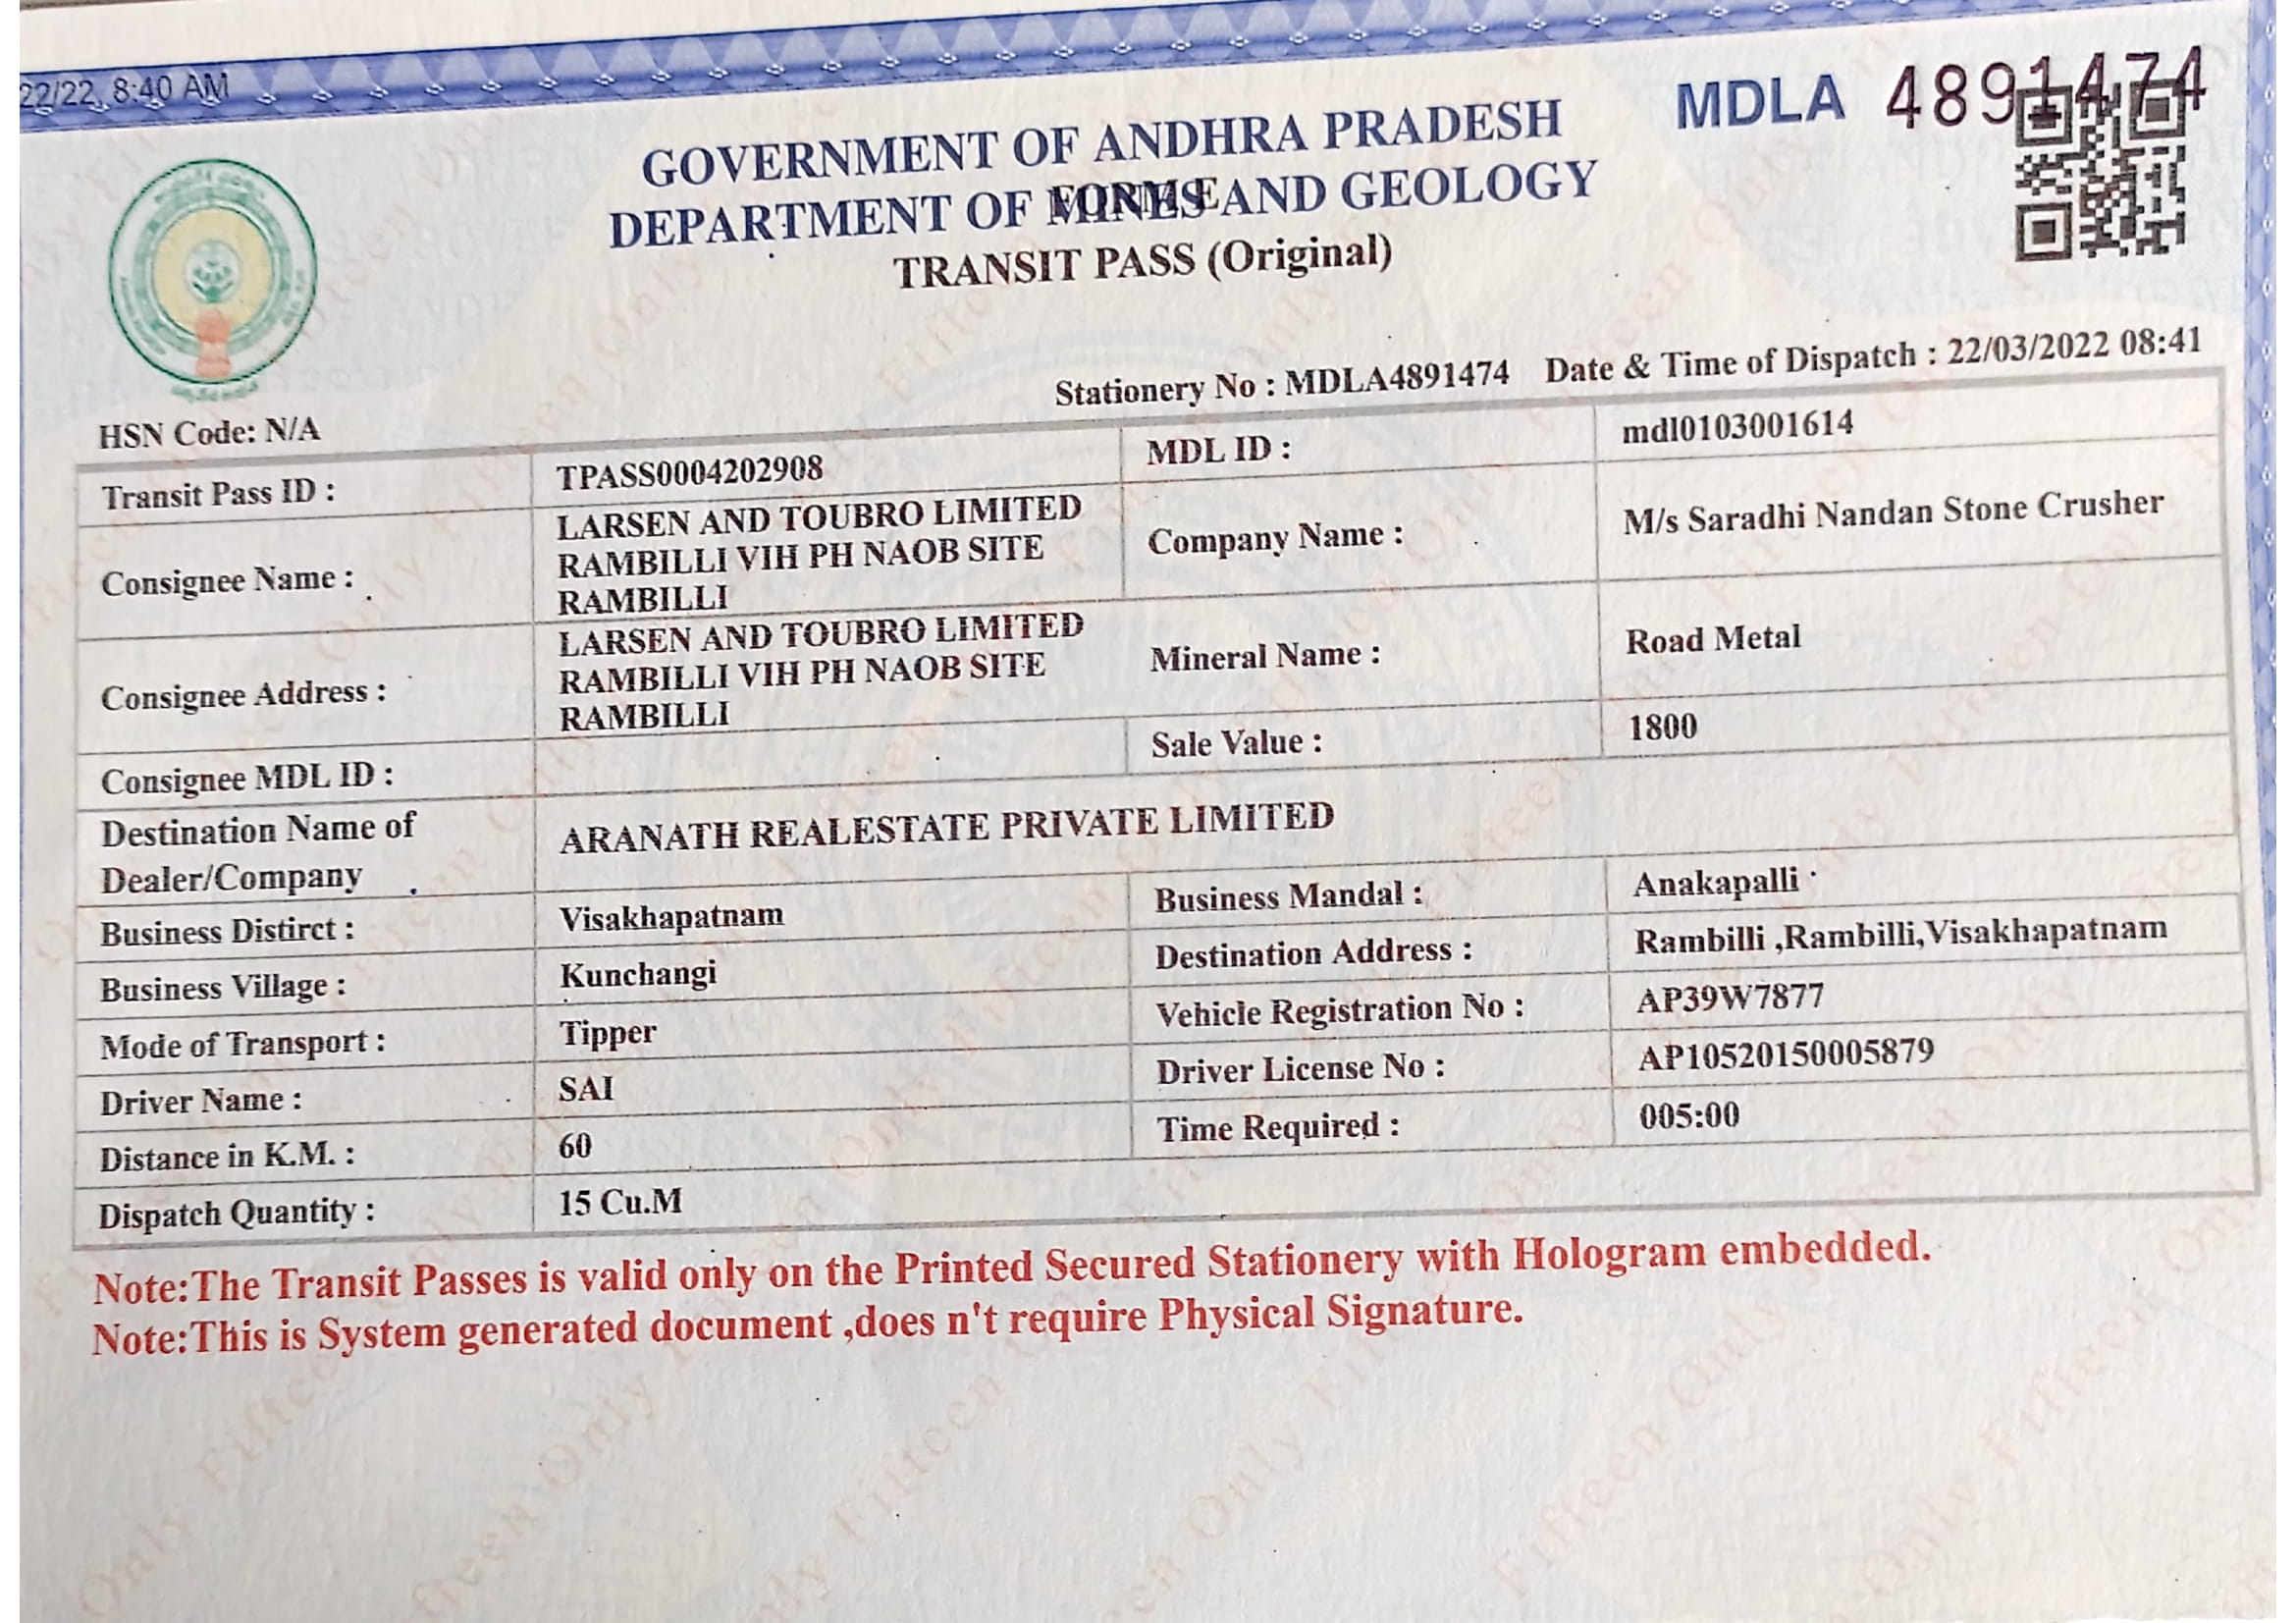 22/22, 8:40 AM
MDLA 4891474
GOVERNMENT OF ANDHRA PRADESH
DEPARTMENT OF MINES AND GEOLOGY
FORM E
TRANSIT PASS (Original)
Stationery No : MDLA4891474 Date & Time of Dispatch : 22/03/2022 08:41
HSN Code: N/A
Transit Pass ID : TPASS0004202908 MDL ID : mdl0103001614
Consignee Name : LARSEN AND TOUBRO LIMITED
RAMBILLI VIH PH NAOB SITE
RAMBILLI
Company Name : M/s Saradhi Nandan Stone Crusher
Consignee Address : LARSEN AND TOUBRO LIMITED
RAMBILLI VIH PH NAOB SITE
RAMBILLI
Mineral Name : Road Metal
Consignee MDL ID : Sale Value : 1800
Destination Name of
Dealer/Company
ARANATH REALESTATE PRIVATE LIMITED
Business Distirct : Visakhapatnam Business Mandal : Anakapalli
Business Village : Kunchangi Destination Address : Rambilli ,Rambilli,Visakhapatnam
Mode of Transport : Tipper Vehicle Registration No : AP39W7877
Driver Name : SAI Driver License No : AP10520150005879
Distance in K.M. : 60 Time Required : 005:00
Dispatch Quantity : 15 Cu.M
Note:The Transit Passes is valid only on the Printed Secured Stationery with Hologram embedded.
Note:This is System generated document ,does n't require Physical Signature.